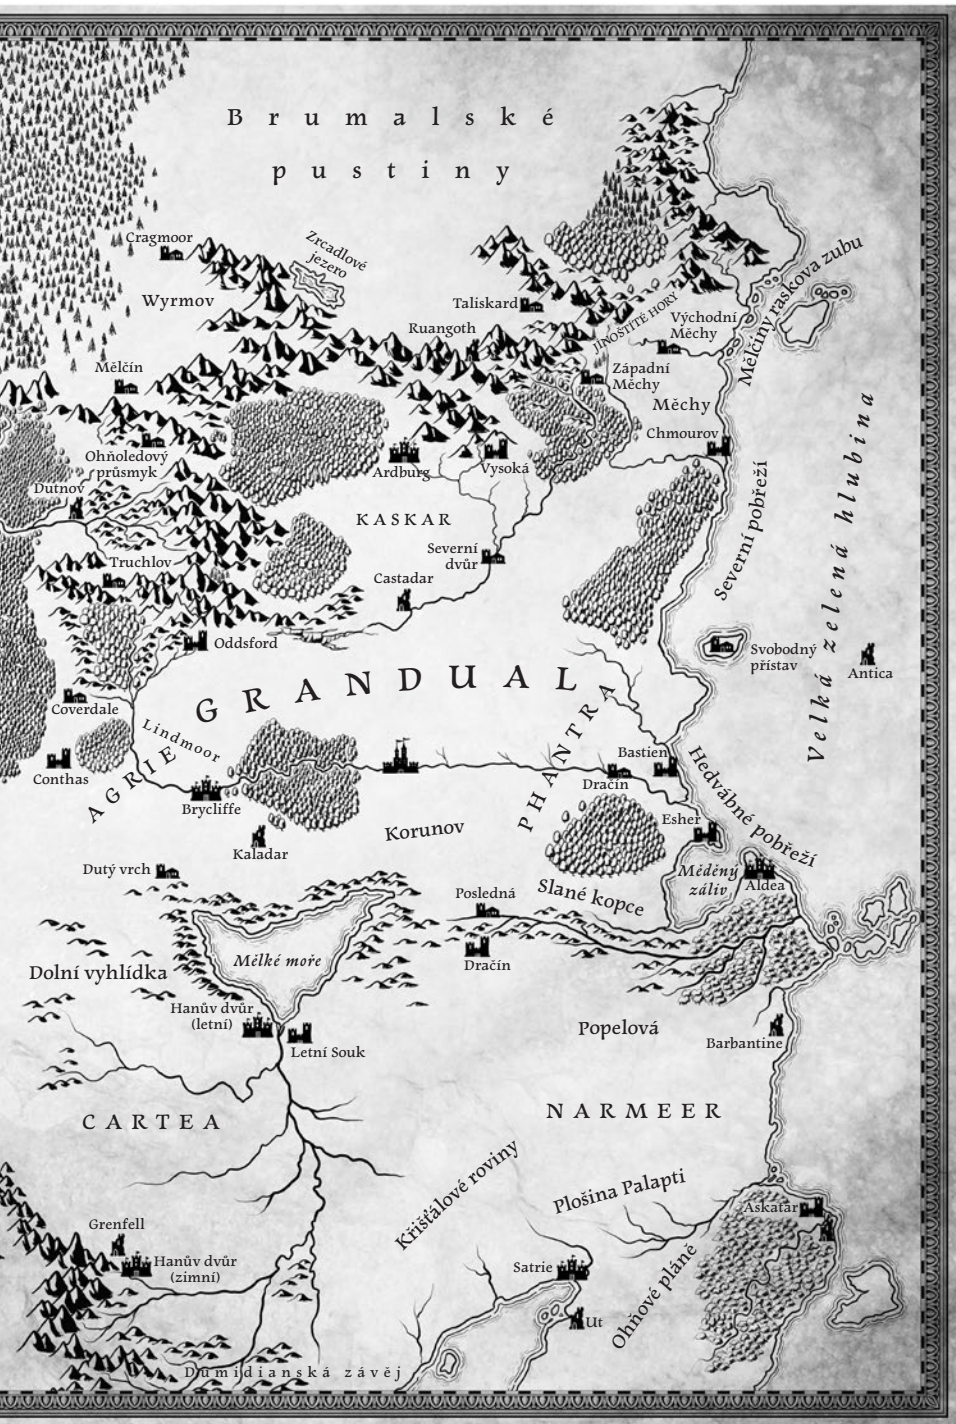 Brumalské
pustiny
Cragmoor
Zrcadlové
jezero
Wyrmov
Taliskard
Mělčiny raskova zubu
JINOŠTITÉ HORY
Východní
Měchy
Ruangoth
Mělčín
Západní
Měchy
Měchy
Chmourov
Ohňoledový
průsmyk
Ardburg
Vysoká
Dutnov
KASKAR
Severní pobřeží
Velká zelená hlubina
Severní
dvůr
Truchlov
Castadar
Oddsford
Svobodný
přístav
Antica
GRANDUAL
Coverdale
Lindmoor
AGRIE
PHANTRA
Bastien
Hedvábné pobřeží
Conthas
Dračín
Brycliffe
Esher
Korunov
Kaladar
Dutý vrch
Měděný
záliv
Aldea
Slané kopce
Posledná
Mělké moře
Dračín
Dolní vyhlídka
Hanův dvůr
(letní)
Letní Souk
Popelová
Barbantine
CARTEA
NARMEER
Křišťálové roviny
Plošina Palapti
Askatar
Grenfell
Hanův dvůr
(zimní)
Satrie
Ohňové pláně
Ut
Dumidianská závěj